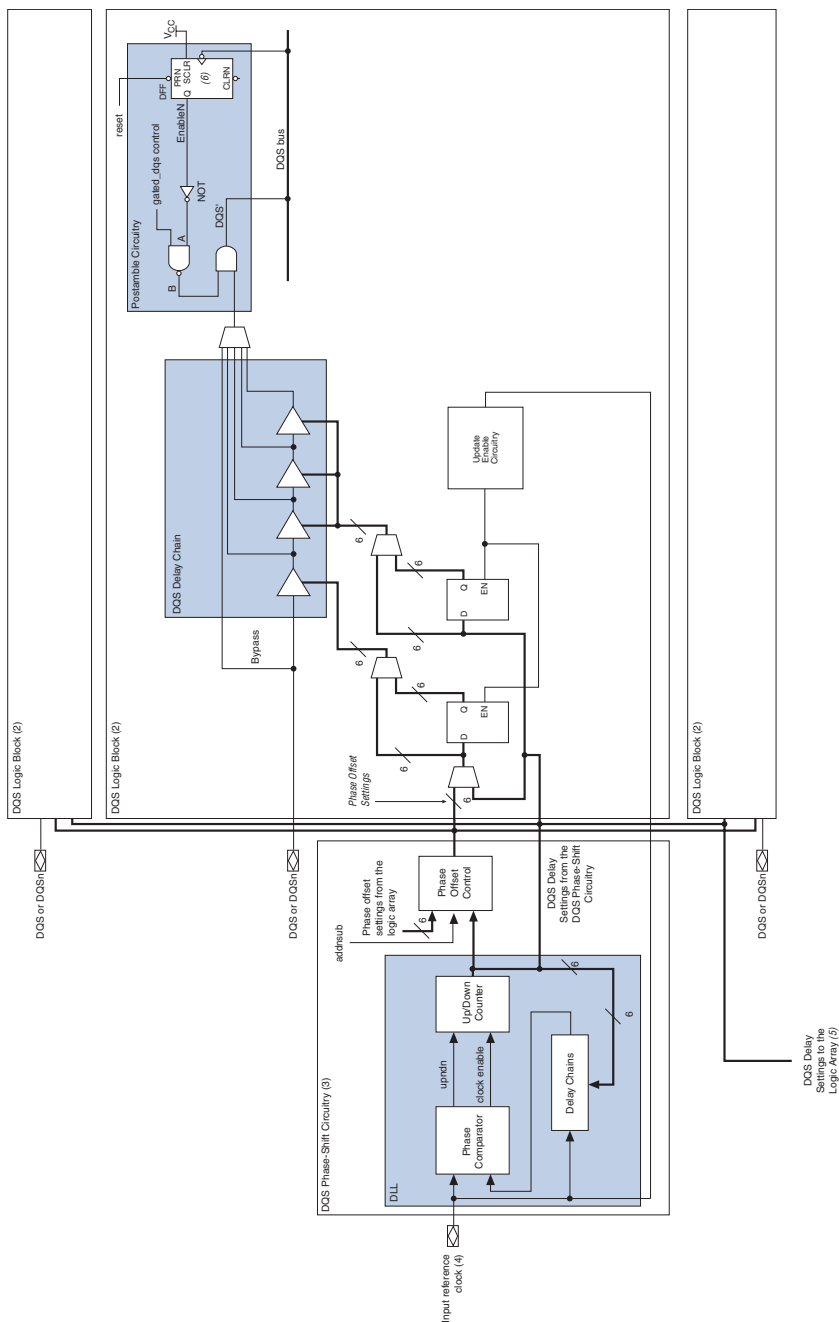 DQS Logic Block (2)
DQS or DQSn
DQS Logic Block (2)
DQS or DQSn
Bypass
DQS Delay Chain
Postamble Circuitry
B
A
gated_dqs control
NOT
EnableN
DQS'
DQS bus
reset
DFF
PRN
Q
SCLR
(6)
CLRN
VCC
Phase Offset
Settings
6
6
D
Q
EN
6
6
6
D
Q
EN
6
6
Update
Enable
Circuitry
DQS Phase-Shift Circuitry (3)
DLL
Input reference
clock (4)
Phase
Comparator
upndn
clock enable
Up/Down
Counter
Delay Chains
6
6
addnsub
Phase offset
settings from the
logic array
6
Phase
Offset
Control
DQS Delay
Settings from the
DQS Phase-Shift
Circuitry
DQS Logic Block (2)
DQS or DQSn
DQS Delay
Settings to the
Logic Array (5)